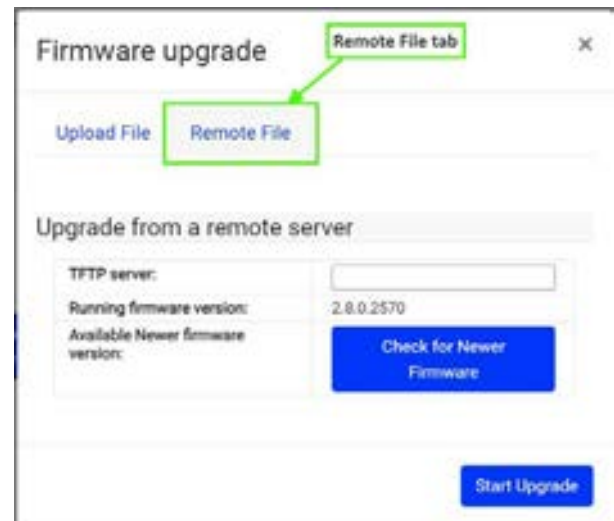 Firmware upgrade
Remote File tab
×
Upload File
Remote File
Upgrade from a remote server
TFTP server:
Running firmware version:
2.8.0.2570
Available Newer firmware
version:
Check for Newer
Firmware
Start Upgrade